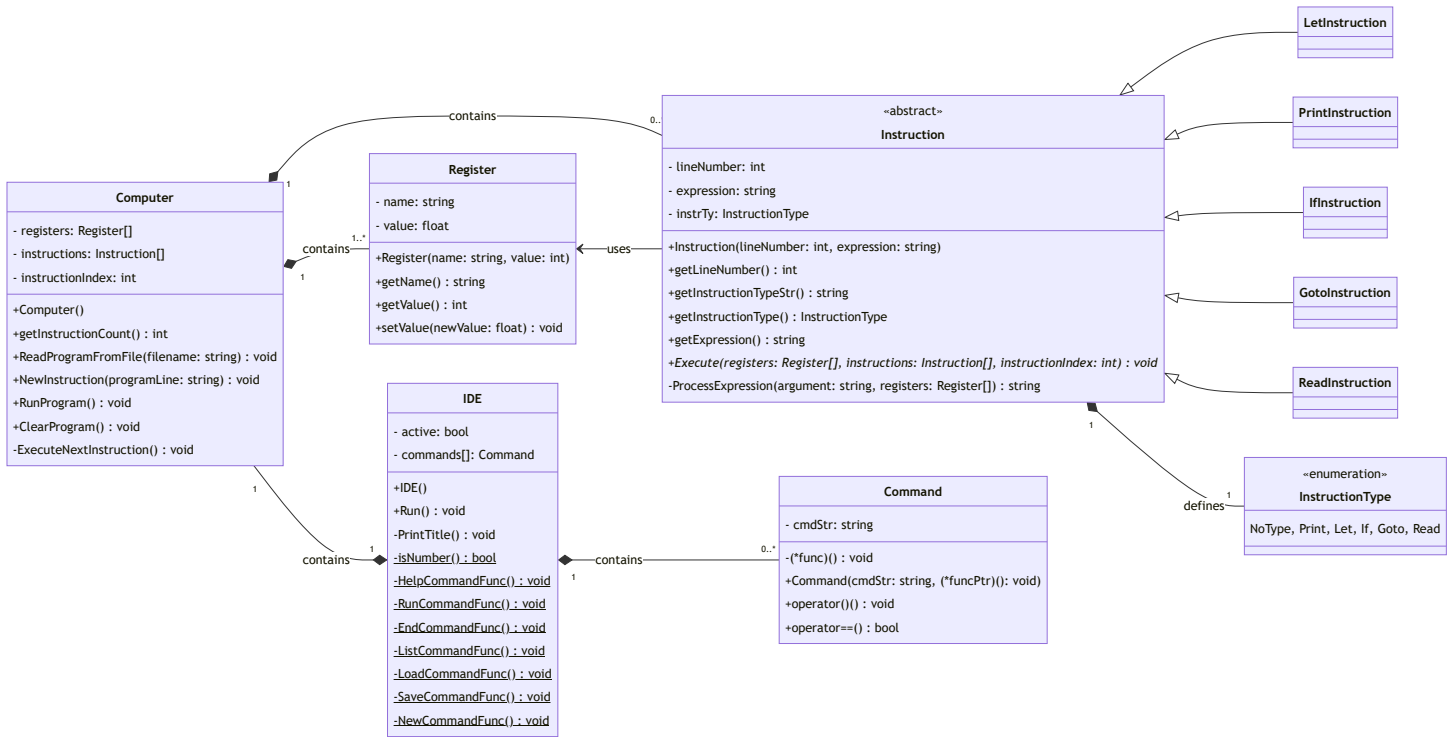 LetInstruction
PrintInstruction
IfInstruction
GotoInstruction
ReadInstruction
«abstract»
Instruction
- lineNumber: int
- expression: string
- instrTy: InstructionType
+Instruction(lineNumber: int, expression: string)
+getLineNumber() : int
+getInstructionTypeStr() : string
+getInstructionType() : InstructionType
+getExpression() : string
+Execute(registers: Register[], instructions: Instruction[], instructionIndex: int) : void
-ProcessExpression(argument: string, registers: Register[]) : string
contains
1
0..
Register
- name: string
- value: float
+Register(name: string, value: int)
+getName() : string
+getValue() : int
+setValue(newValue: float) : void
uses
contains
1
1..*
Computer
- registers: Register[]
- instructions: Instruction[]
- instructionIndex: int
+Computer()
+getInstructionCount() : int
+ReadProgramFromFile(filename: string) : void
+NewInstruction(programLine: string) : void
+RunProgram() : void
+ClearProgram() : void
-ExecuteNextInstruction() : void
1
contains
1
IDE
- active: bool
- commands[]: Command
+IDE()
+Run() : void
-PrintTitle() : void
-isNumber() : bool
-HelpCommandFunc() : void
-RunCommandFunc() : void
-EndCommandFunc() : void
-ListCommandFunc() : void
-LoadCommandFunc() : void
-SaveCommandFunc() : void
-NewCommandFunc() : void
1
contains
0..*
Command
- cmdStr: string
-(*func)() : void
+Command(cmdStr: string, (*funcPtr)(): void)
+operator()() : void
+operator==() : bool
1
defines
1
«enumeration»
InstructionType
NoType, Print, Let, If, Goto, Read